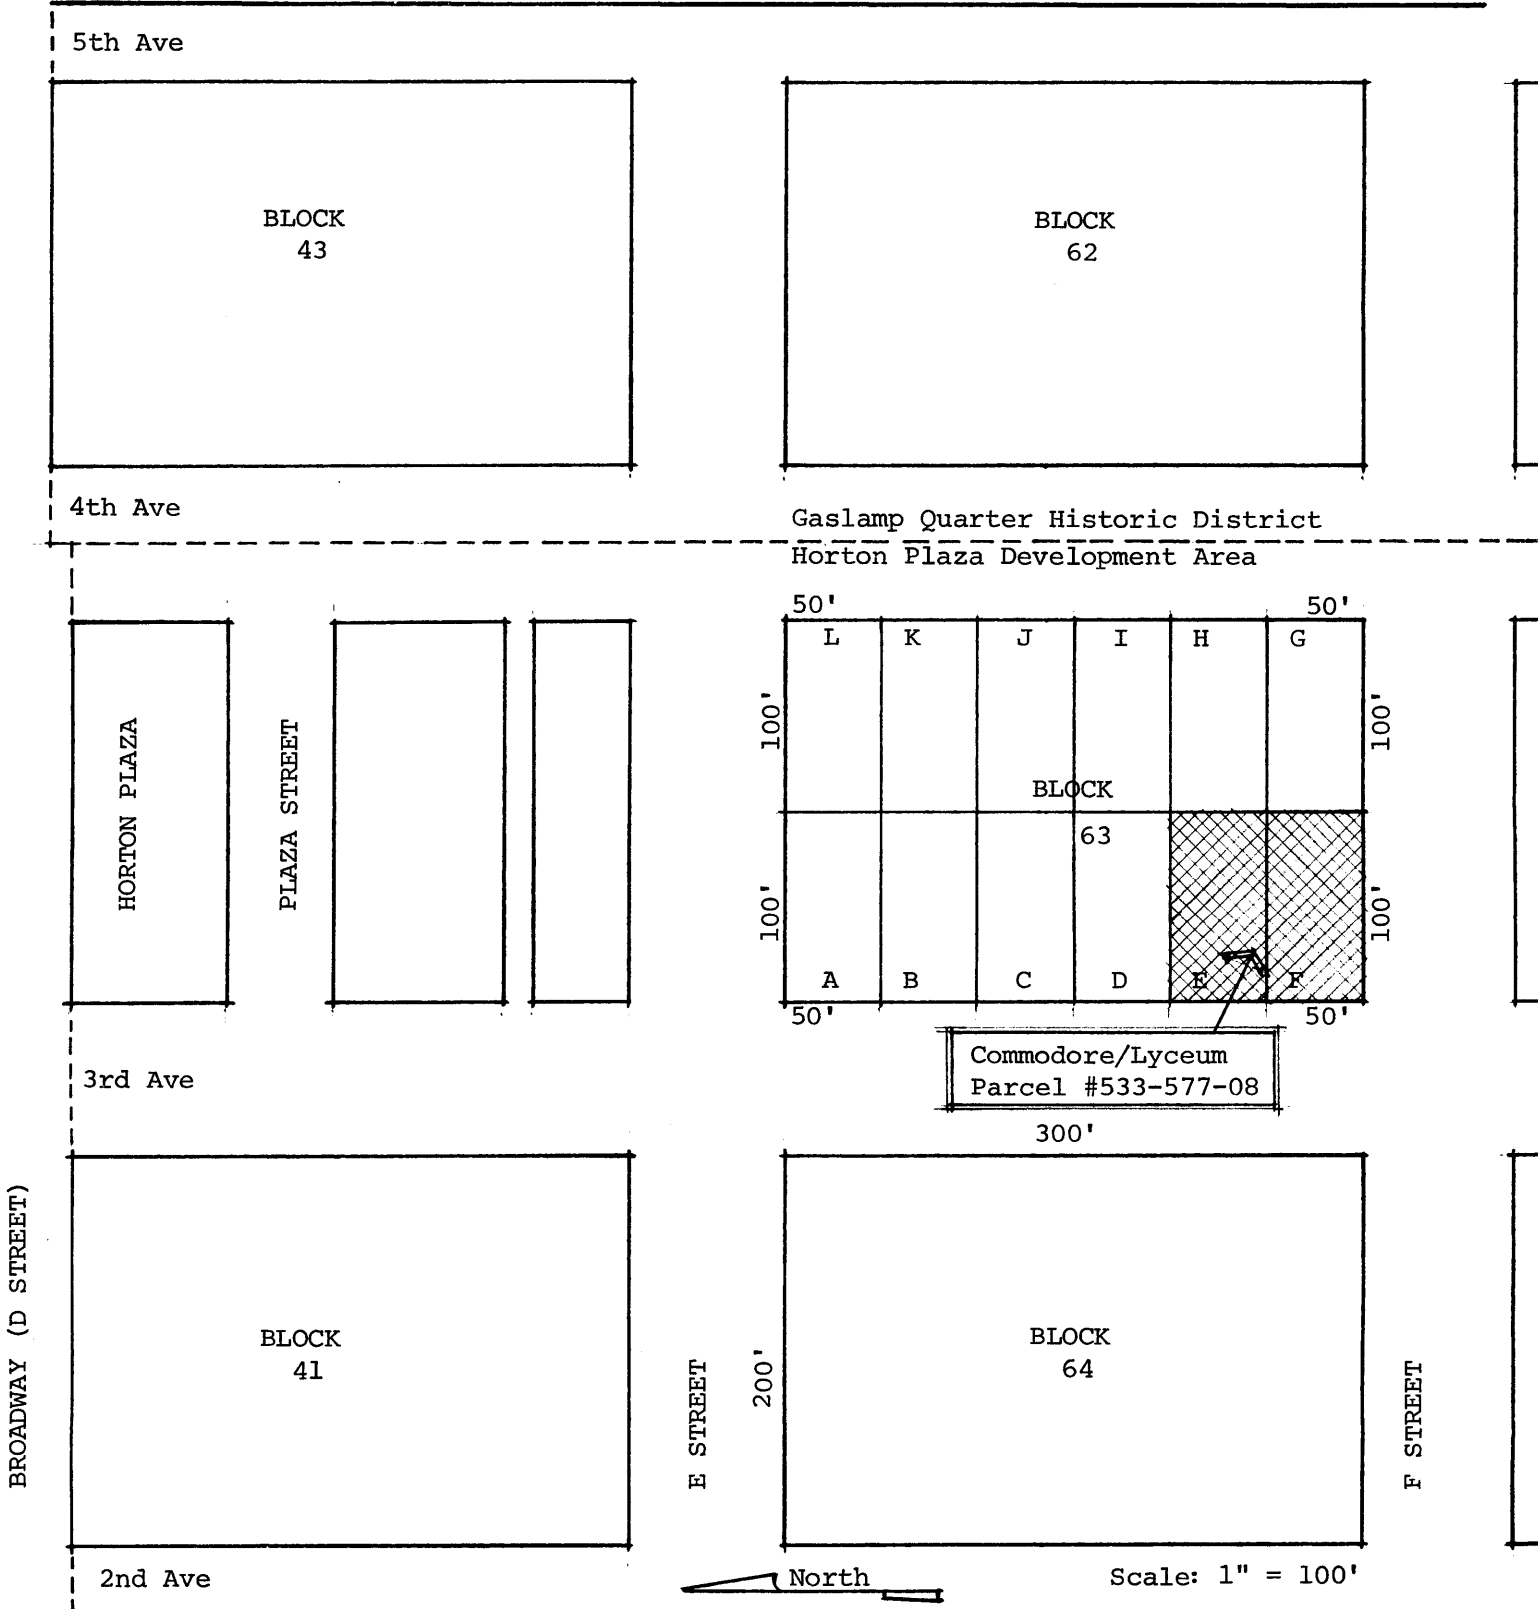 5th Ave
BLOCK
43
BLOCK
62
4th Ave
Gaslamp Quarter Historic District
Horton Plaza Development Area
50'
50'
L
K
J
I
H
G
HORTON PLAZA
PLAZA STREET
100'
100'
BLOCK
63
100'
100'
A
B
C
D
E
F
50'
50'
Commodore/Lyceum
Parcel #533-577-08
3rd Ave
300'
BROADWAY (D STREET)
BLOCK
41
E STREET
200'
BLOCK
64
F STREET
2nd Ave
North
Scale: 1" = 100'